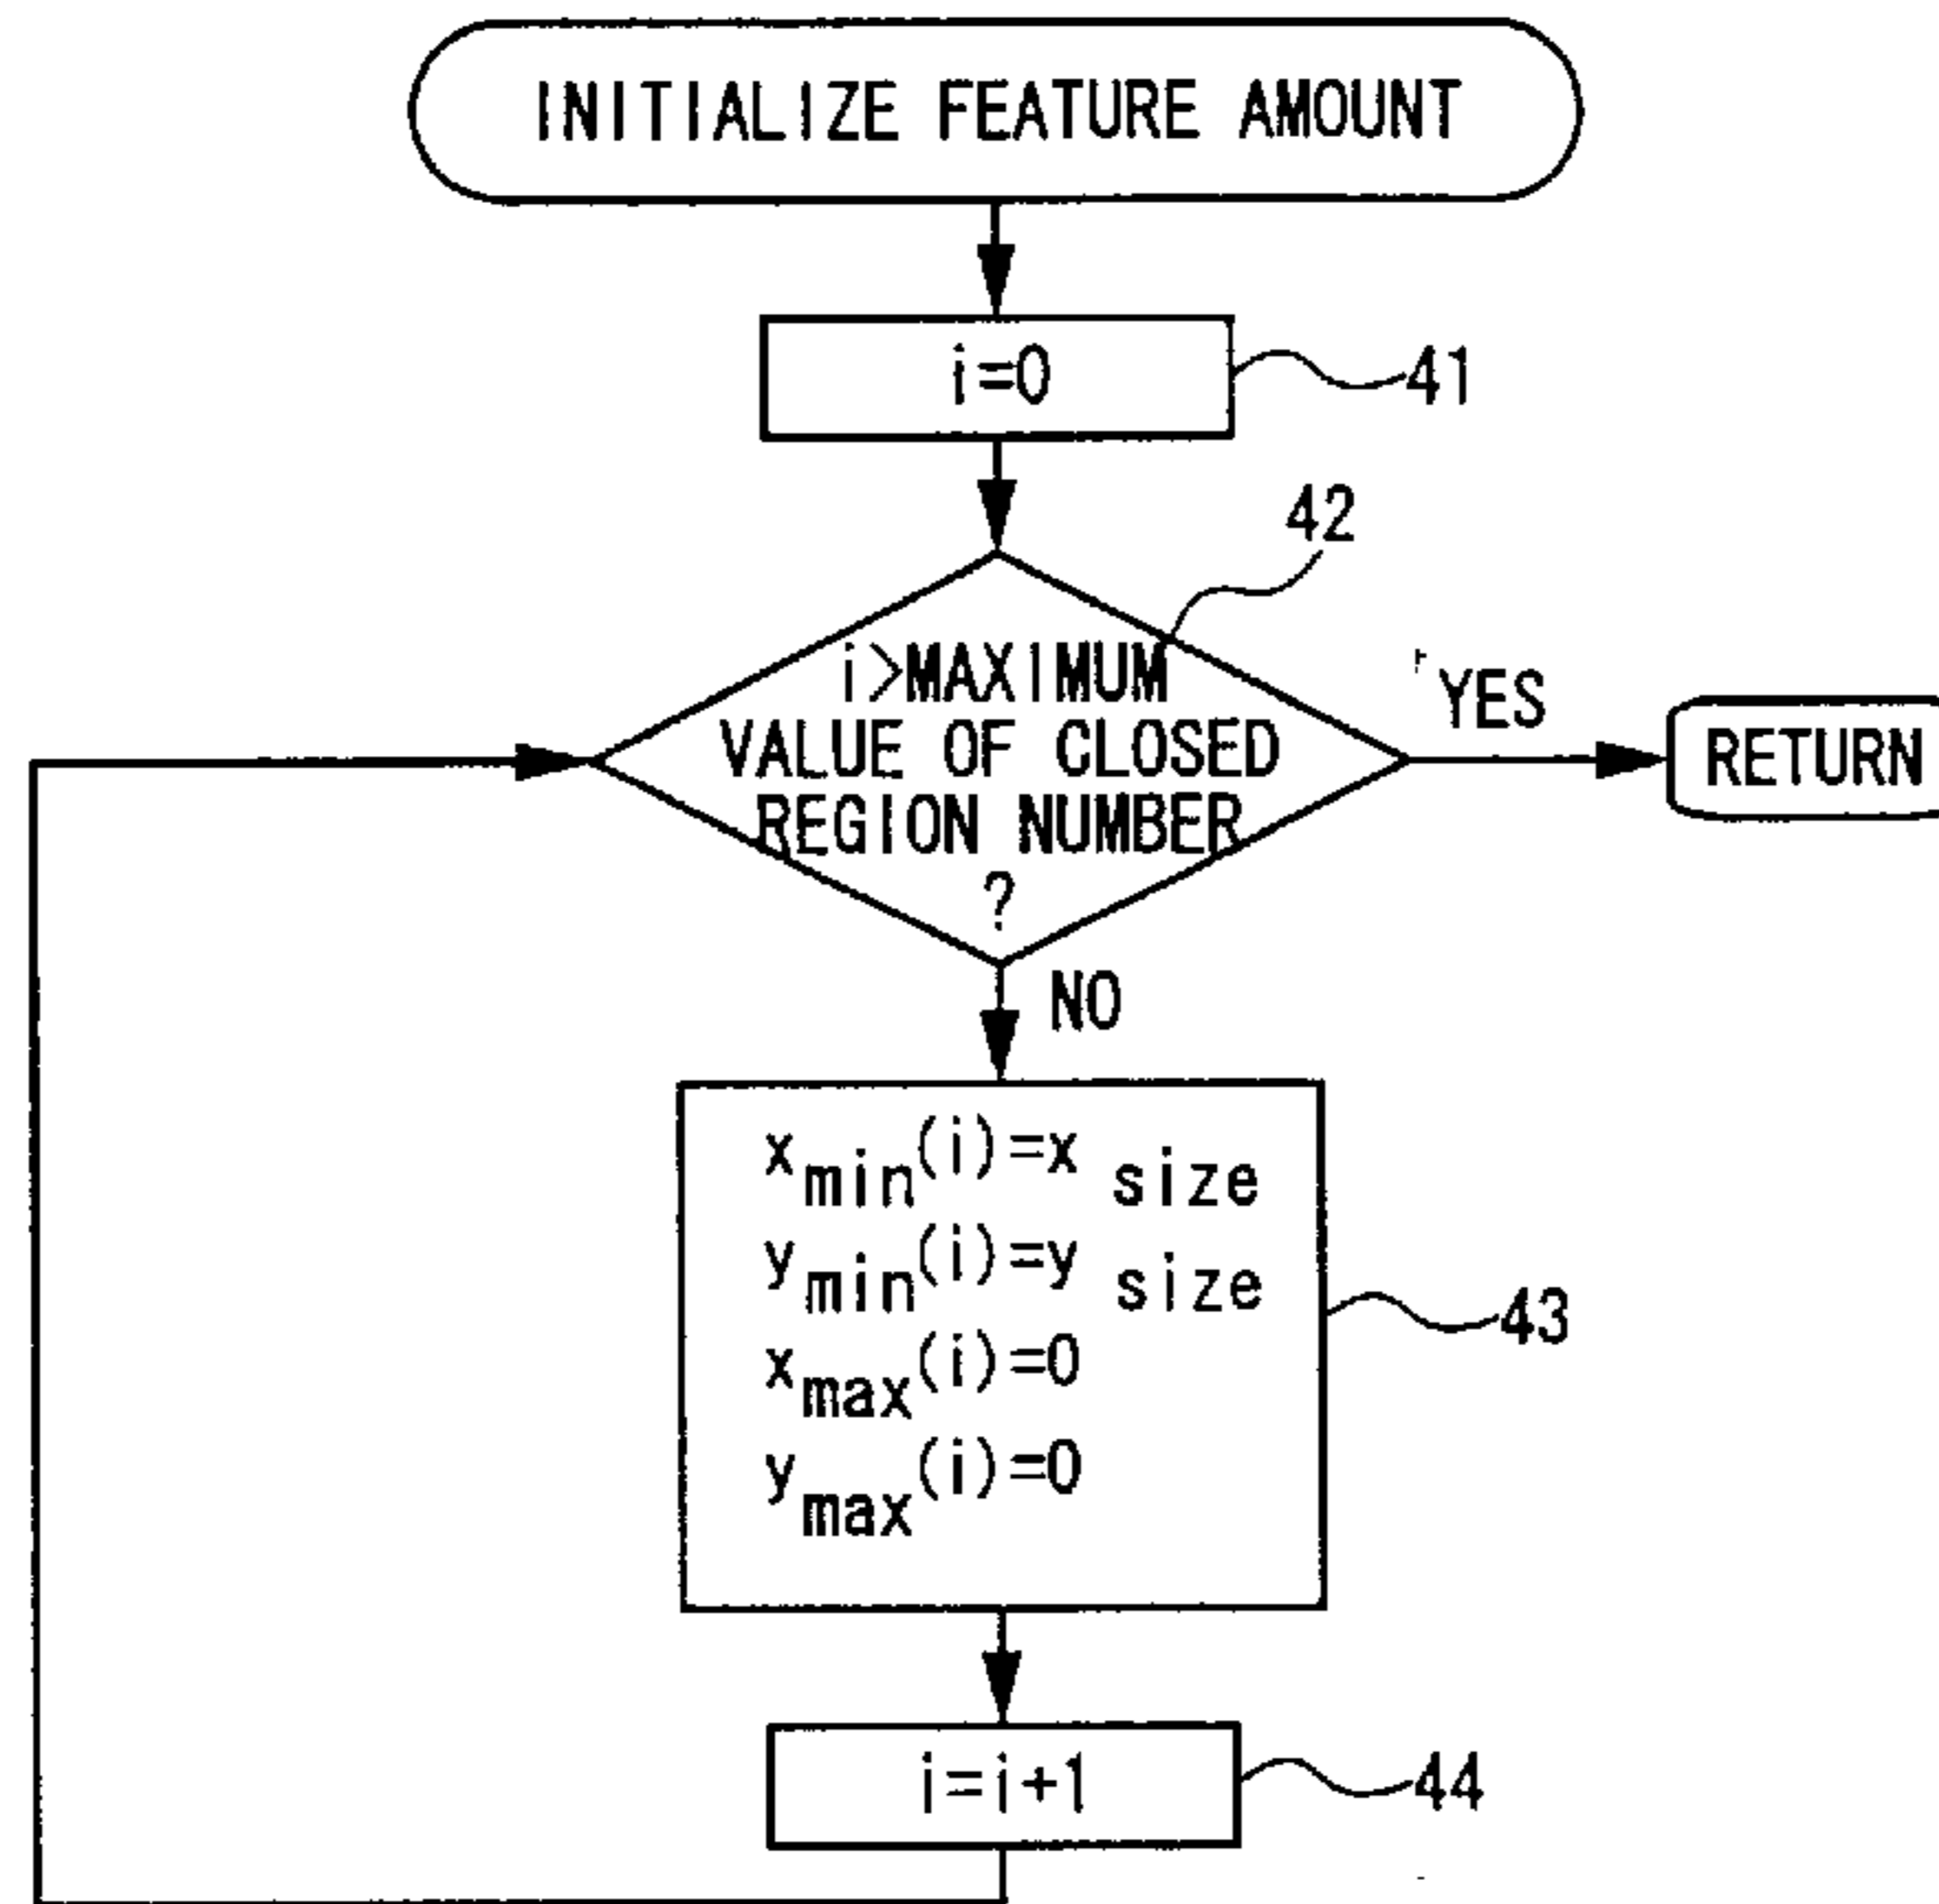 INITIALIZE FEATURE AMOUNT
i=0
41
42
i>MAXIMUM
VALUE OF CLOSED
REGION NUMBER
?
YES
RETURN
NO
xmin(i)=x size
ymin(i)=y size
xmax(i)=0
ymax(i)=0
43
i=i+1
44